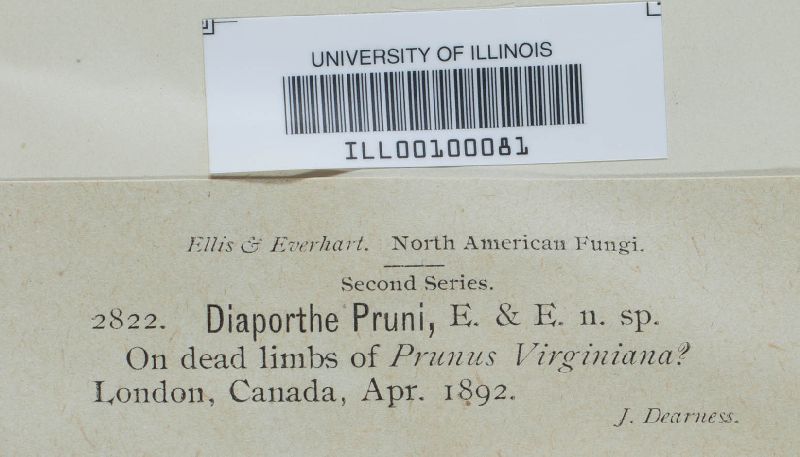 UNIVERSITY OF ILLINOIS
ILL00100081
Ellis & Everhart. North American Fungi.
Second Series.
2822. Diaporthe Pruni, E. & E. n. sp.
On dead limbs of Prunus Virginiana?
London, Canada, Apr. 1892.
J. Dearness.